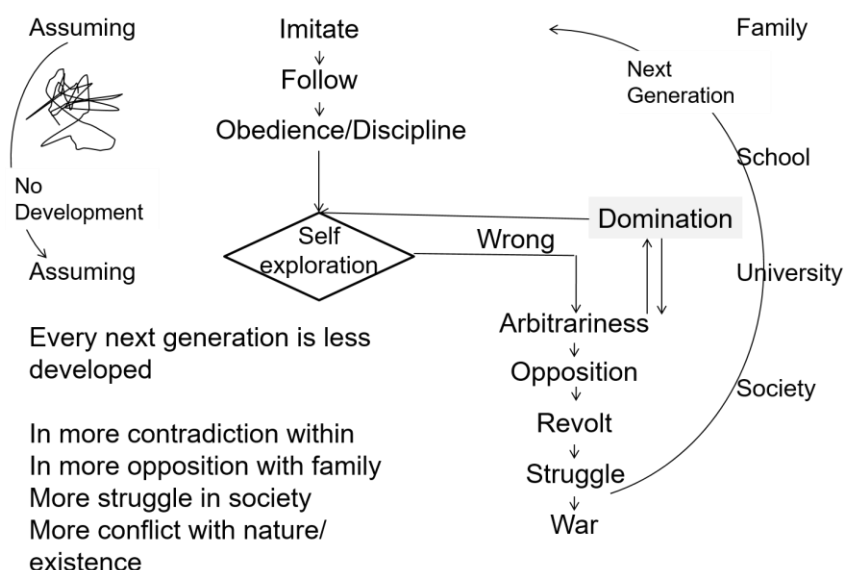 Assuming
Imitate
Family
Follow
Next
Generation
Obedience/Discipline
School
No
Development
Domination
Self
exploration
Wrong
Assuming
University
Arbitrariness
Every next generation is less
developed
Opposition
Society
Revolt
In more contradiction within
In more opposition with family
Struggle
More struggle in society
War
More conflict with nature/
existence